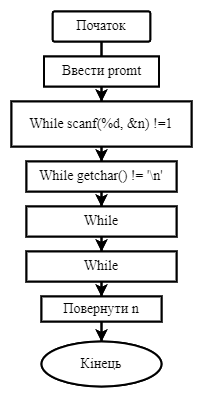 Початок
Ввести promt
While scanf(%d, &n) !=1
While getchar() != '\n'
While
While
Повернути n
Кінець